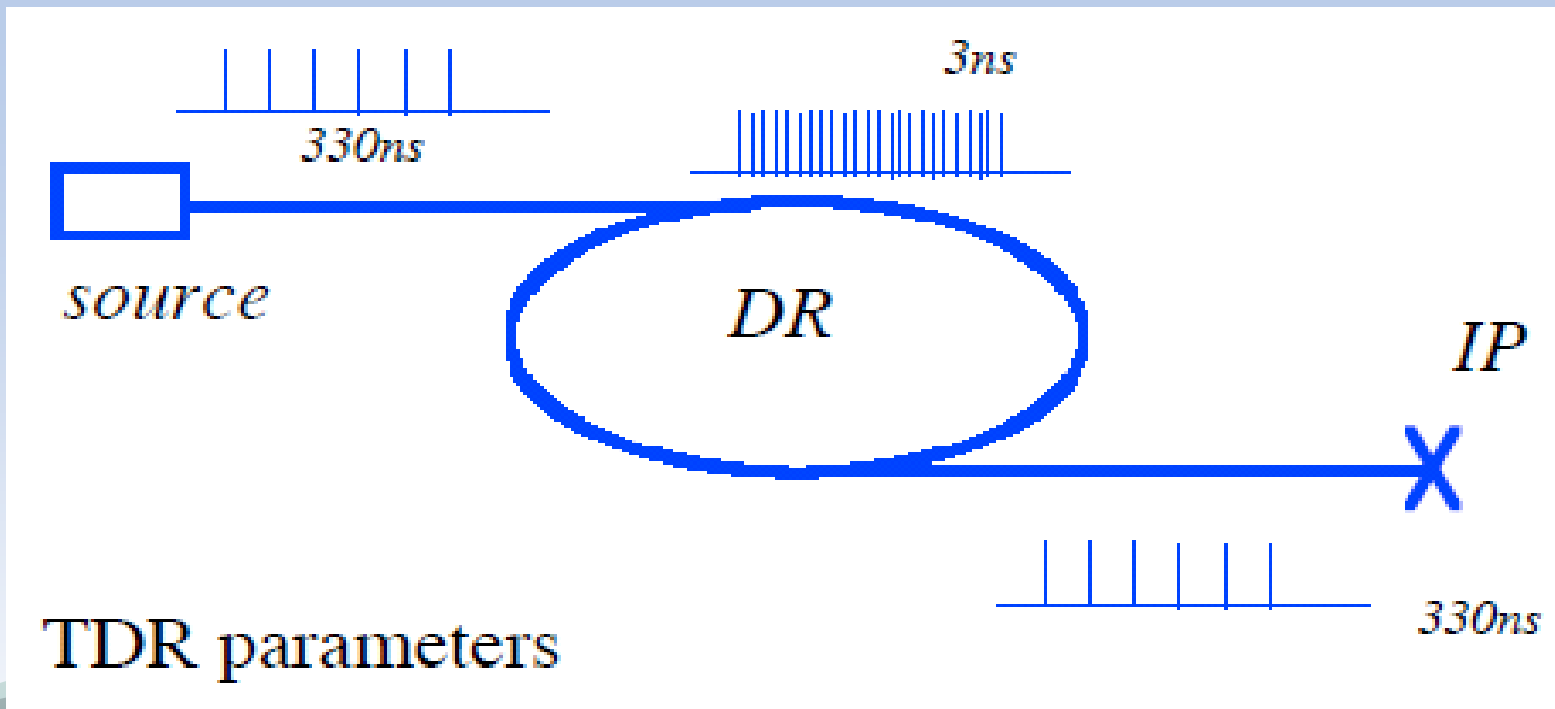 3ns
330ns
source
DR
IP
330ns
TDR parameters